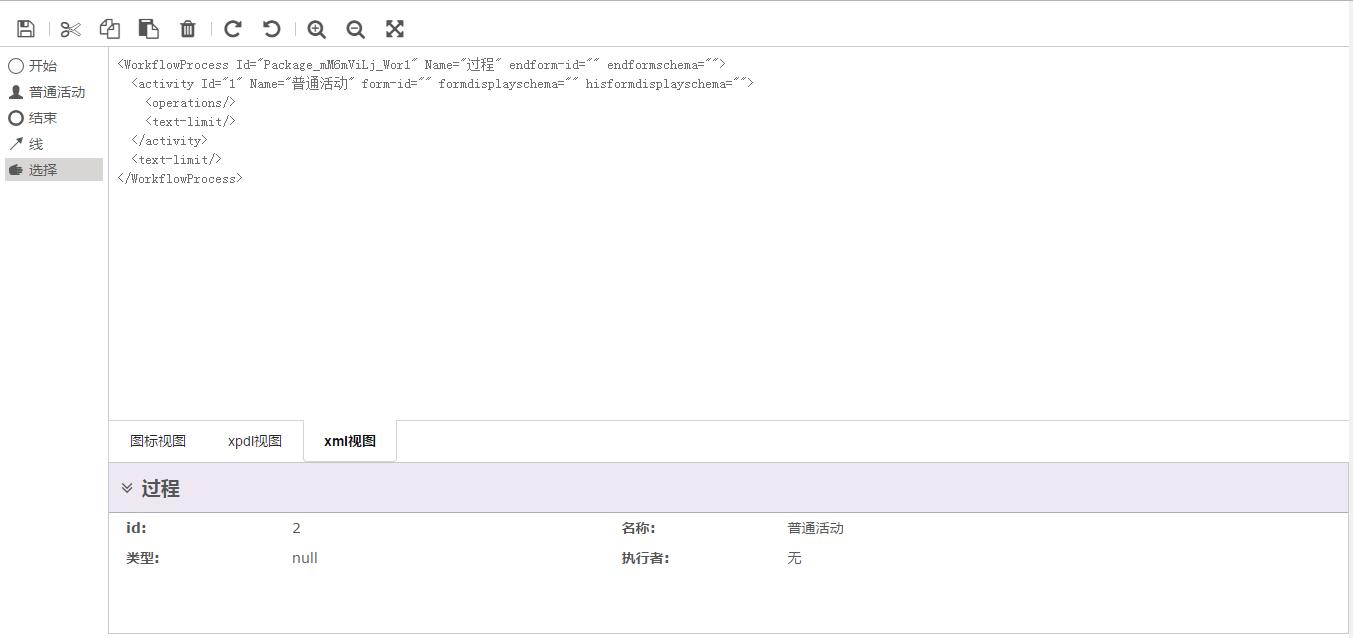 开始
普通活动
结束
线
选择
<WorkflowProcess Id="Package_mM6mViLj_Wor1" Name="过程" endform-id="" endformschema="">
<activity Id="1" Name="普通活动" form-id="" formdisplayschema="" hisformdisplayschema="">
<operations/>
<text-limit/>
</activity>
<text-limit/>
</WorkflowProcess>
图标视图 xpdl视图 xml视图
过程
id: 2 名称: 普通活动
类型: null 执行者: 无